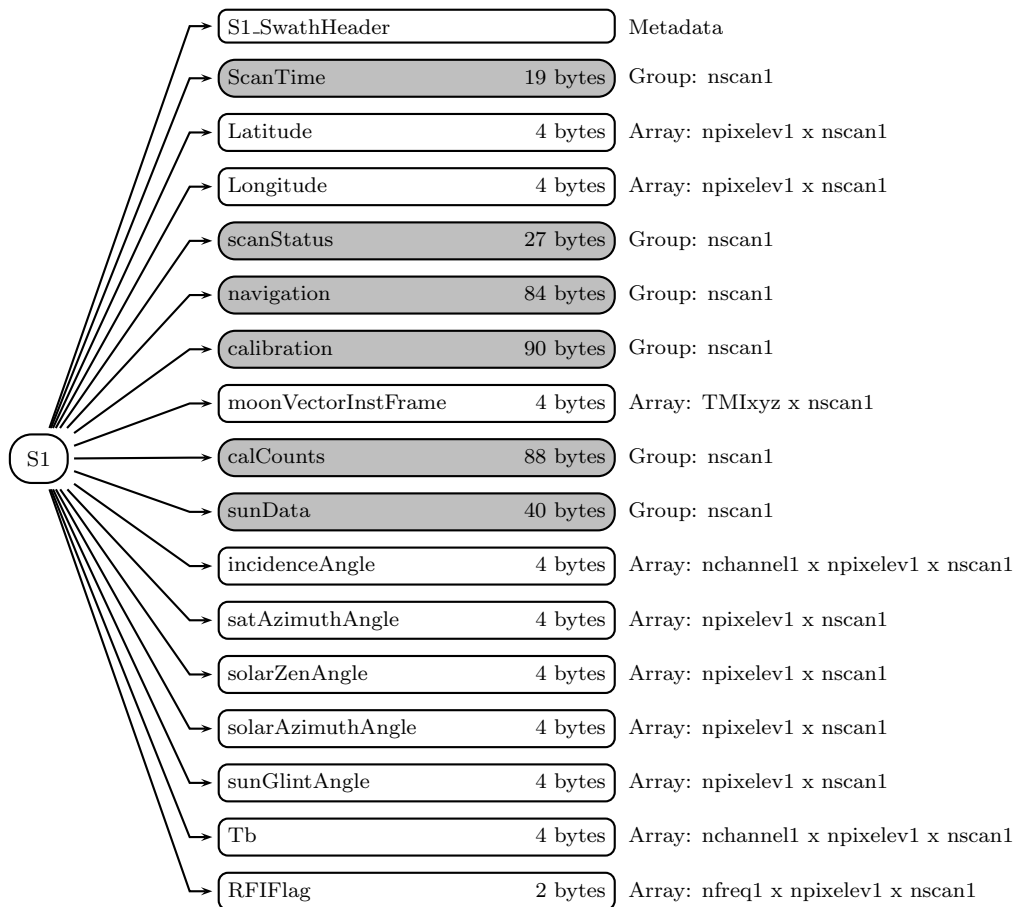 S1_SwathHeader Metadata
ScanTime 19 bytes Group: nscan1
Latitude 4 bytes Array: npixelev1 x nscan1
Longitude 4 bytes Array: npixelev1 x nscan1
scanStatus 27 bytes Group: nscan1
navigation 84 bytes Group: nscan1
calibration 90 bytes Group: nscan1
moonVectorInstFrame 4 bytes Array: TMIxyz x nscan1
S1 calCounts 88 bytes Group: nscan1
sunData 40 bytes Group: nscan1
incidenceAngle 4 bytes Array: nchannel1 x npixelev1 x nscan1
satAzimuthAngle 4 bytes Array: npixelev1 x nscan1
solarZenAngle 4 bytes Array: npixelev1 x nscan1
solarAzimuthAngle 4 bytes Array: npixelev1 x nscan1
sunGlintAngle 4 bytes Array: npixelev1 x nscan1
Tb 4 bytes Array: nchannel1 x npixelev1 x nscan1
RFIFlag 2 bytes Array: nfreq1 x npixelev1 x nscan1